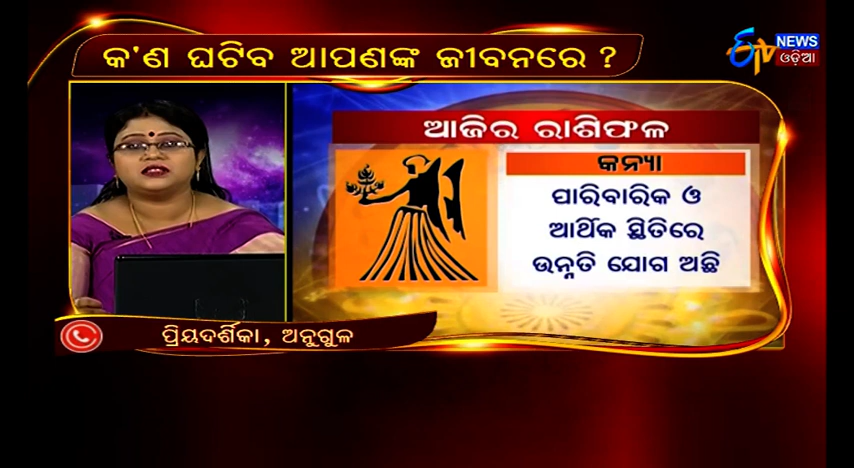 କ'ଣ ଘଟିବ ଆପଣଙ୍କ ଜୀବନରେ ?
ETV NEWS
ଓଡ଼ିଆ
ଆଜିର ରାଶିଫଳ
କନ୍ୟା
ପାରିବାରିକ ଓ
ଆର୍ଥିକ ସ୍ଥିତିରେ
ଉନ୍ନତି ଯୋଗ ଅଛି
ପ୍ରିୟଦର୍ଶିକା, ଅନୁଗୁଳ